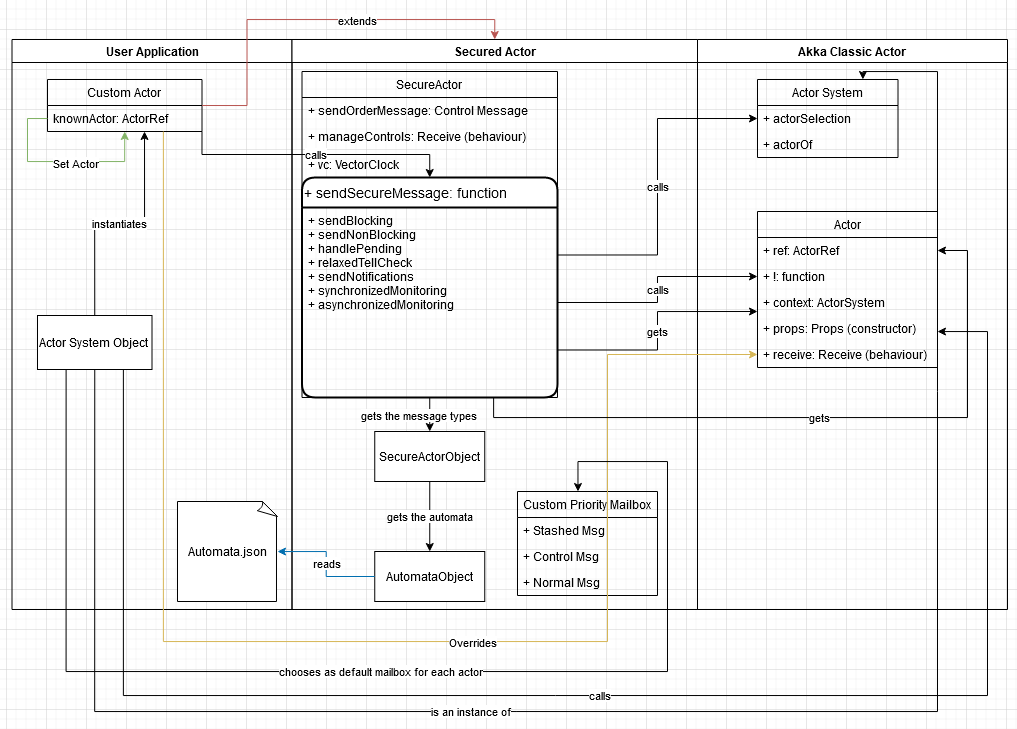 extends
User Application
Secured Actor
Akka Classic Actor
Custom Actor
knownActor: ActorRef
Set Actor
instantiates
Actor System Object
Automata.json
SecureActor
+ sendOrderMessage: Control Message
+ manageControls: Receive (behaviour)
calls
+ vc: VectorClock
+ sendSecureMessage: function
+ sendBlocking
+ sendNonBlocking
+ handlePending
+ relaxedTellCheck
+ sendNotifications
+ synchronizedMonitoring
+ asynchronizedMonitoring
gets the message types
SecureActorObject
gets the automata
AutomataObject
reads
Custom Priority Mailbox
+ Stashed Msg
+ Control Msg
+ Normal Msg
calls
calls
gets
gets
Actor System
+ actorSelection
+ actorOf
Actor
+ ref: ActorRef
+ !: function
+ context: ActorSystem
+ props: Props (constructor)
+ receive: Receive (behaviour)
Overrides
chooses as default mailbox for each actor
calls
is an instance of